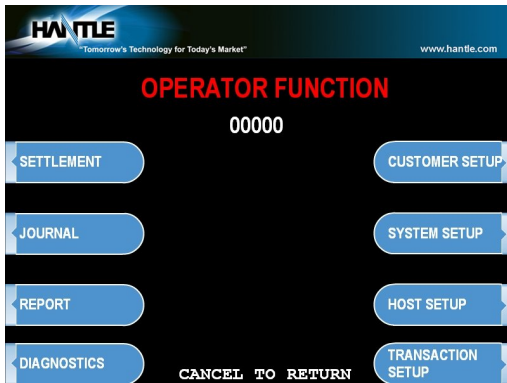 HANTLE
"Tomorrow's Technology for Today's Market"
www.hantle.com
OPERATOR FUNCTION
00000
SETTLEMENT
CUSTOMER SETUP
JOURNAL
SYSTEM SETUP
REPORT
HOST SETUP
DIAGNOSTICS
TRANSACTION
SETUP
CANCEL TO RETURN